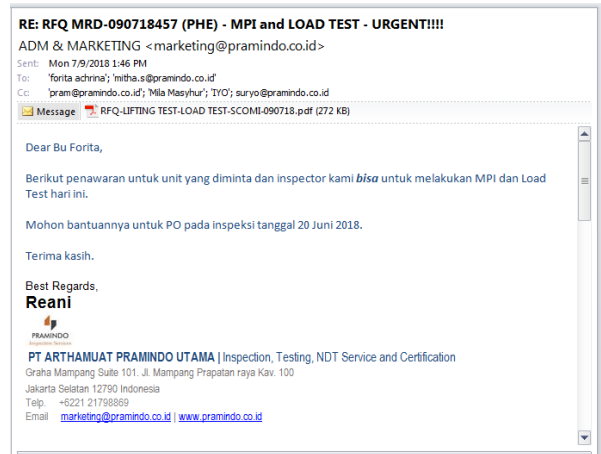 RE: RFQ MRD-090718457 (PHE) - MPI and LOAD TEST - URGENT!!!!
ADM & MARKETING <marketing@pramindo.co.id>
Sent: Mon 7/9/2018 1:46 PM
To: 'forita achrina'; 'mitha.s@pramindo.co.id'
Cc: 'pram@pramindo.co.id'; 'Mila Masyhur'; 'IYO'; suryo@pramindo.co.id
Message RFQ-LIFTING TEST-LOAD TEST-SCOMI-090718.pdf (272 KB)
Dear Bu Forita,
Berikut penawaran untuk unit yang diminta dan inspector kami bisa untuk melakukan MPI dan Load
Test hari ini.
Mohon bantuannya untuk PO pada inspeksi tanggal 20 Juni 2018.
Terima kasih.
Best Regards,
Reani
PRAMINDO
Inspection Services
PT ARTHAMUAT PRAMINDO UTAMA | Inspection, Testing, NDT Service and Certification
Graha Mampang Suite 101. Jl. Mampang Prapatan raya Kav. 100
Jakarta Selatan 12790 Indonesia
Telp. +6221 21798869
Email marketing@pramindo.co.id | www.pramindo.co.id